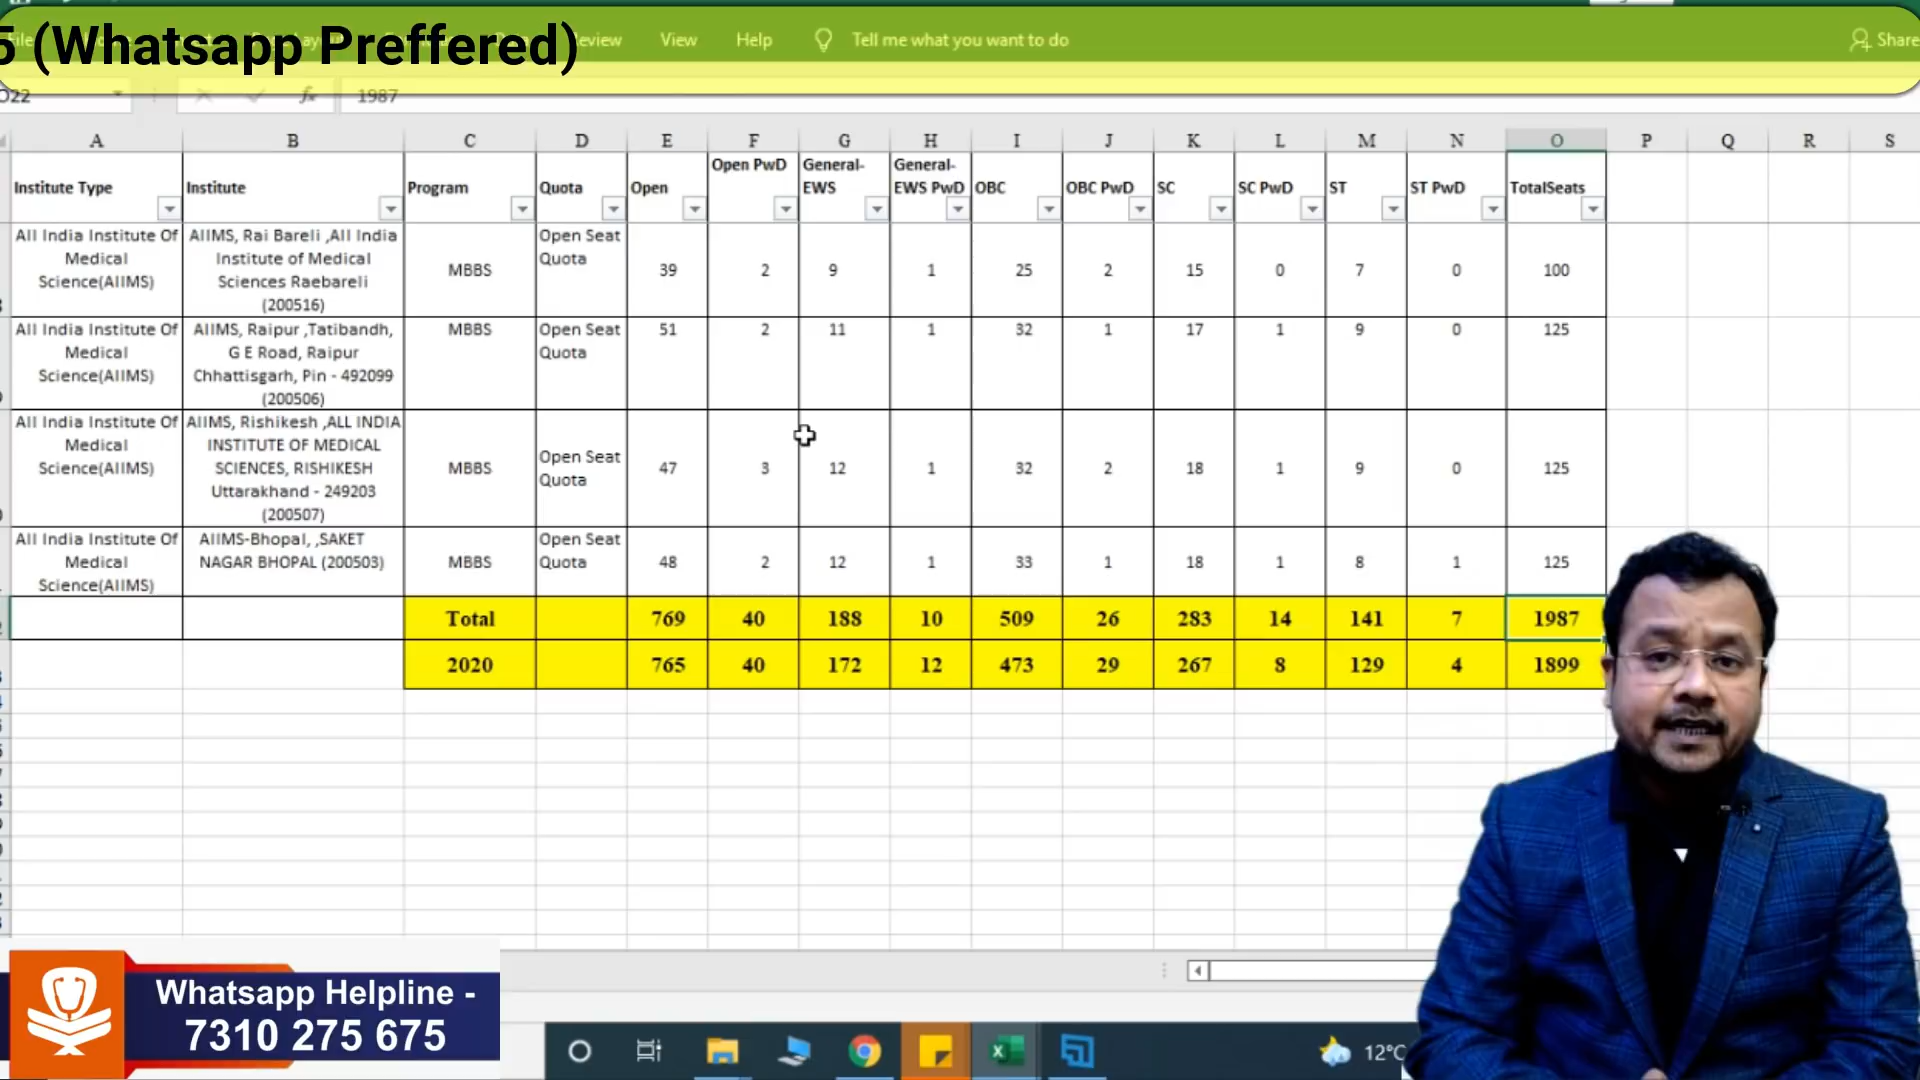 5 (Whatsapp Preffered)
View Help Tell me what you want to do Share
O22 fx 1987
A B C D E F G H I J K L M N O P Q R S
Institute Type Institute Program Quota Open Open PwD General-EWS General-EWS PwD OBC OBC PwD SC SC PwD ST ST PwD TotalSeats
All India Institute Of
Medical
Science(AIIMS)
AIIMS, Rai Bareli ,All India
Institute of Medical
Sciences Raebareli
(200516)
MBBS
Open Seat
Quota
39 2 9 1 25 2 15 0 7 0 100
All India Institute Of
Medical
Science(AIIMS)
AIIMS, Raipur ,Tatibandh,
G E Road, Raipur
Chhattisgarh, Pin - 492099
(200506)
MBBS
Open Seat
Quota
51 2 11 1 32 1 17 1 9 0 125
All India Institute Of
Medical
Science(AIIMS)
AIIMS, Rishikesh ,ALL INDIA
INSTITUTE OF MEDICAL
SCIENCES, RISHIKESH
Uttarakhand - 249203
(200507)
MBBS
Open Seat
Quota
47 3 12 1 32 2 18 1 9 0 125
All India Institute Of
Medical
Science(AIIMS)
AIIMS-Bhopal, ,SAKET
NAGAR BHOPAL (200503)
MBBS
Open Seat
Quota
48 2 12 1 33 1 18 1 8 1 125
Total 769 40 188 10 509 26 283 14 141 7 1987
2020 765 40 172 12 473 29 267 8 129 4 1899
Whatsapp Helpline -
7310 275 675
12°C